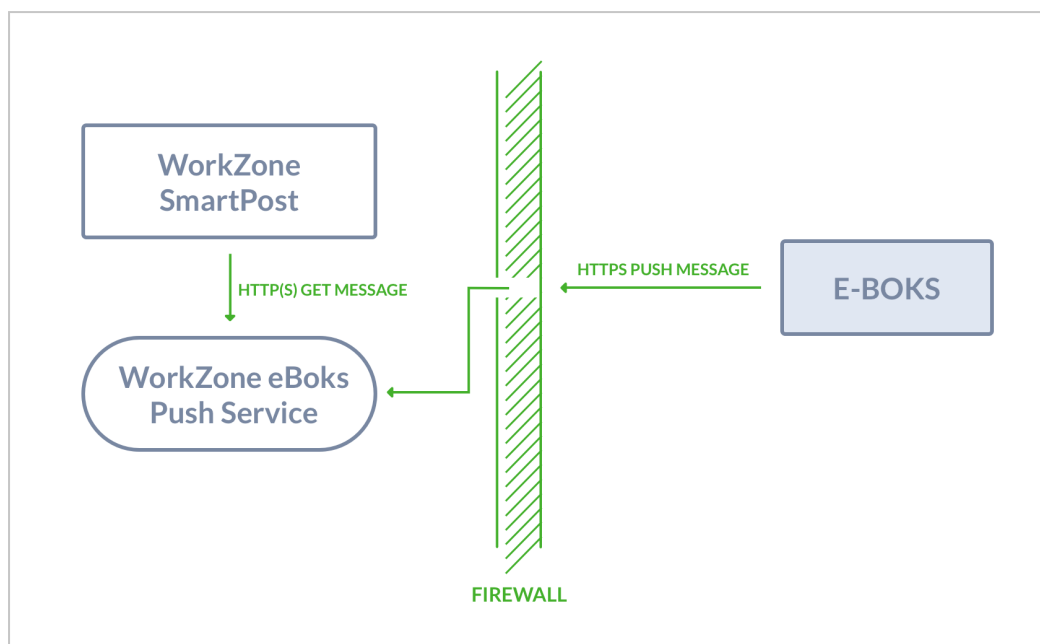 WorkZone
SmartPost
HTTP(S) GET MESSAGE
WorkZone eBoks
Push Service
HTTPS PUSH MESSAGE
E-BOKS
FIREWALL